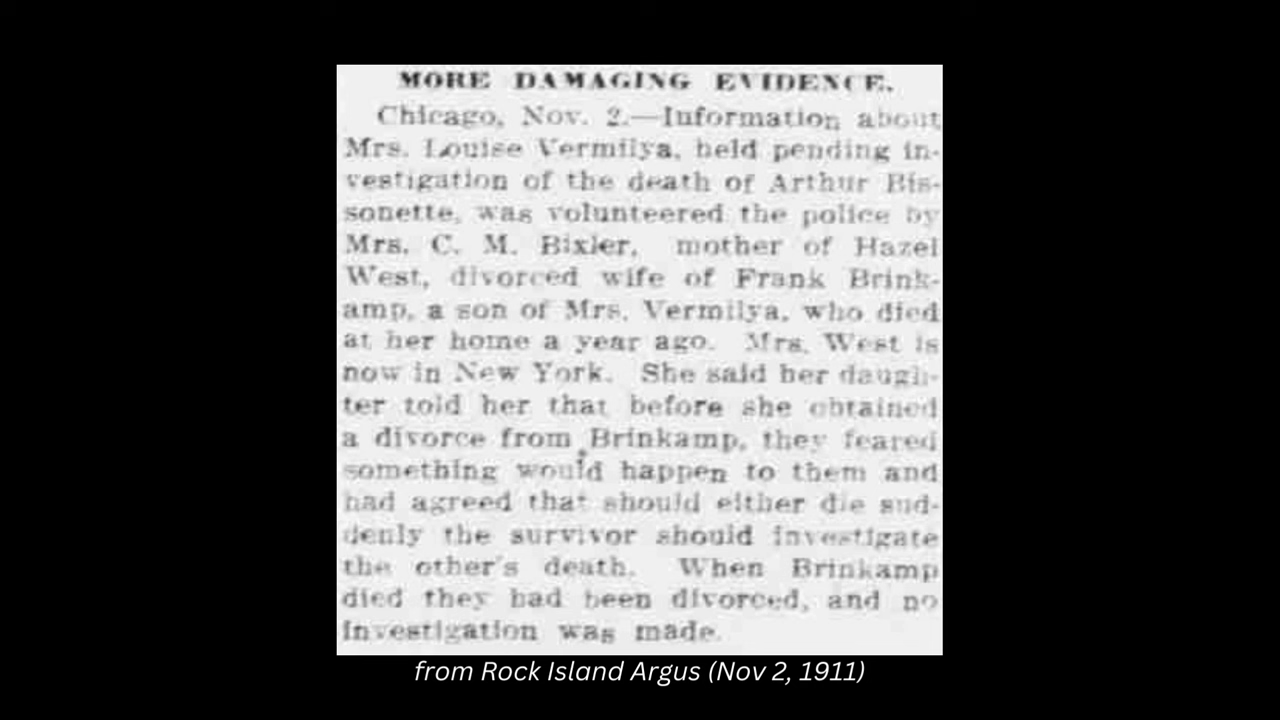 MORE DAMAGING EVIDENCE.
Chicago, Nov. 2.—Information about
Mrs. Louise Vermilya, held pending in-
vestigation of the death of Arthur Bis-
sonette, was volunteered the police by
Mrs. C. M. Bixler, mother of Hazel
West, divorced wife of Frank Brink-
amp, a son of Mrs. Vermilya, who died
at her home a year ago. Mrs. West is
now in New York. She said her daugh-
ter told her that before she obtained
a divorce from Brinkamp, they feared
something would happen to them and
had agreed that should either die sud-
denly the survivor should investigate
the other's death. When Brinkamp
died they had been divorced, and no
investigation was made.
from Rock Island Argus (Nov 2, 1911)